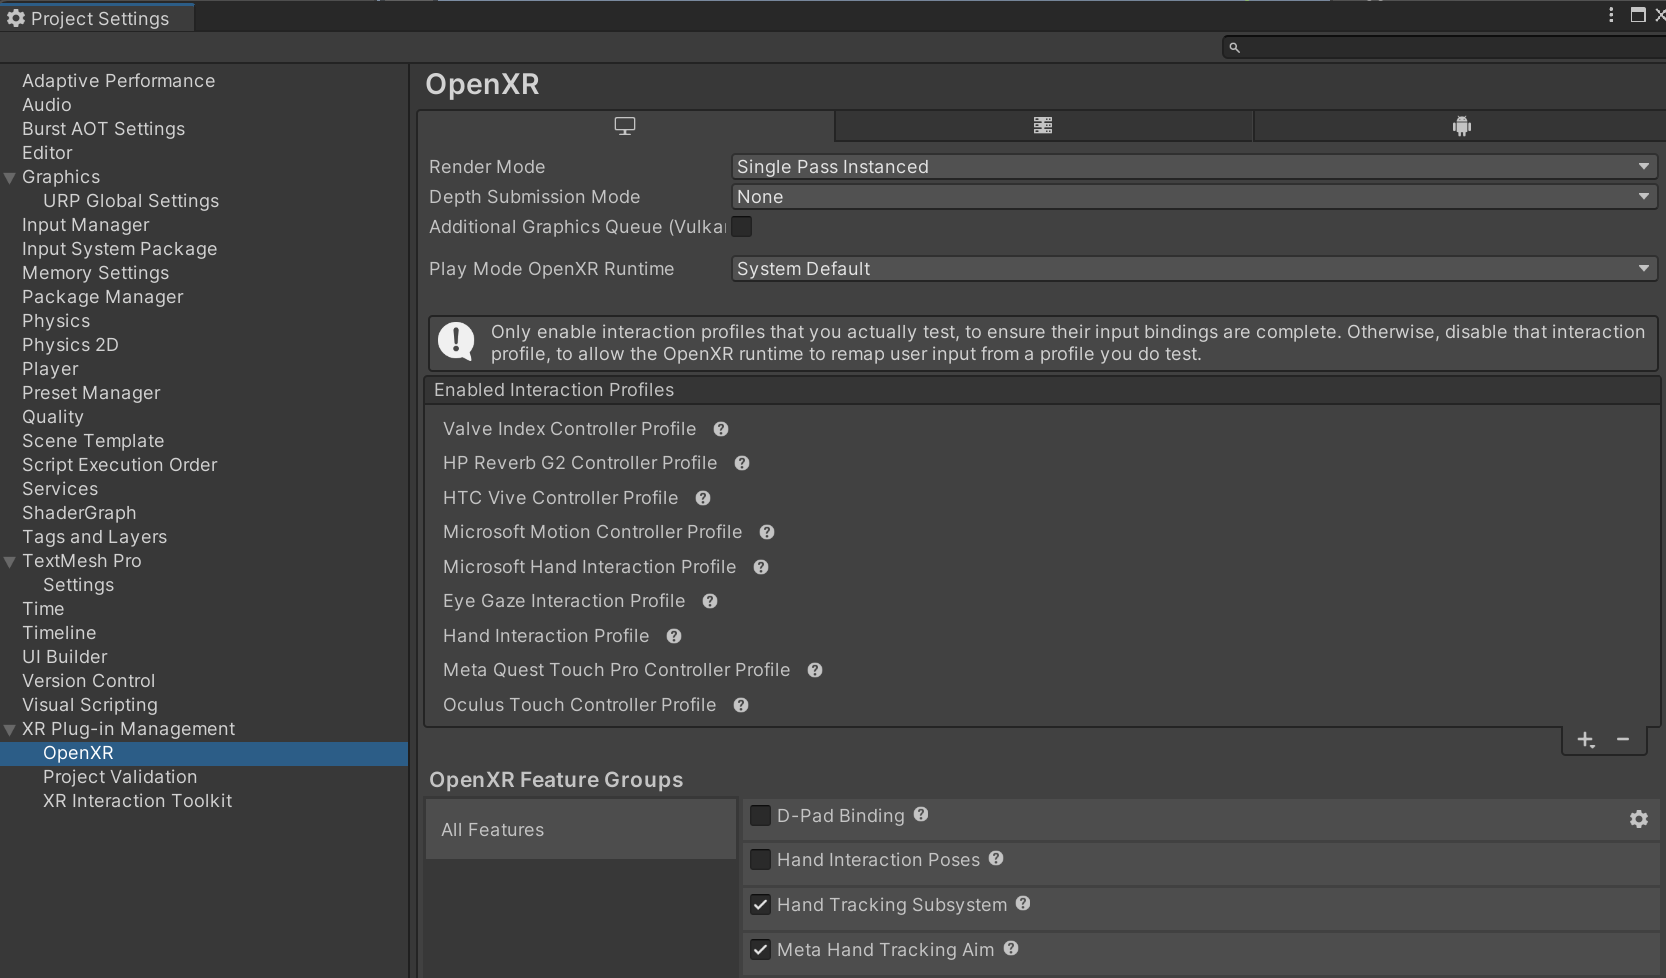 Project Settings
Adaptive Performance
Audio
Burst AOT Settings
Editor
Graphics
URP Global Settings
Input Manager
Input System Package
Memory Settings
Package Manager
Physics
Physics 2D
Player
Preset Manager
Quality
Scene Template
Script Execution Order
Services
ShaderGraph
Tags and Layers
TextMesh Pro
Settings
Time
Timeline
UI Builder
Version Control
Visual Scripting
XR Plug-in Management
OpenXR
Project Validation
XR Interaction Toolkit
OpenXR
Render Mode Single Pass Instanced
Depth Submission Mode None
Additional Graphics Queue (Vulka
Play Mode OpenXR Runtime System Default
Only enable interaction profiles that you actually test, to ensure their input bindings are complete. Otherwise, disable that interaction
profile, to allow the OpenXR runtime to remap user input from a profile you do test.
Enabled Interaction Profiles
Valve Index Controller Profile
HP Reverb G2 Controller Profile
HTC Vive Controller Profile
Microsoft Motion Controller Profile
Microsoft Hand Interaction Profile
Eye Gaze Interaction Profile
Hand Interaction Profile
Meta Quest Touch Pro Controller Profile
Oculus Touch Controller Profile
OpenXR Feature Groups
All Features
D-Pad Binding
Hand Interaction Poses
Hand Tracking Subsystem
Meta Hand Tracking Aim